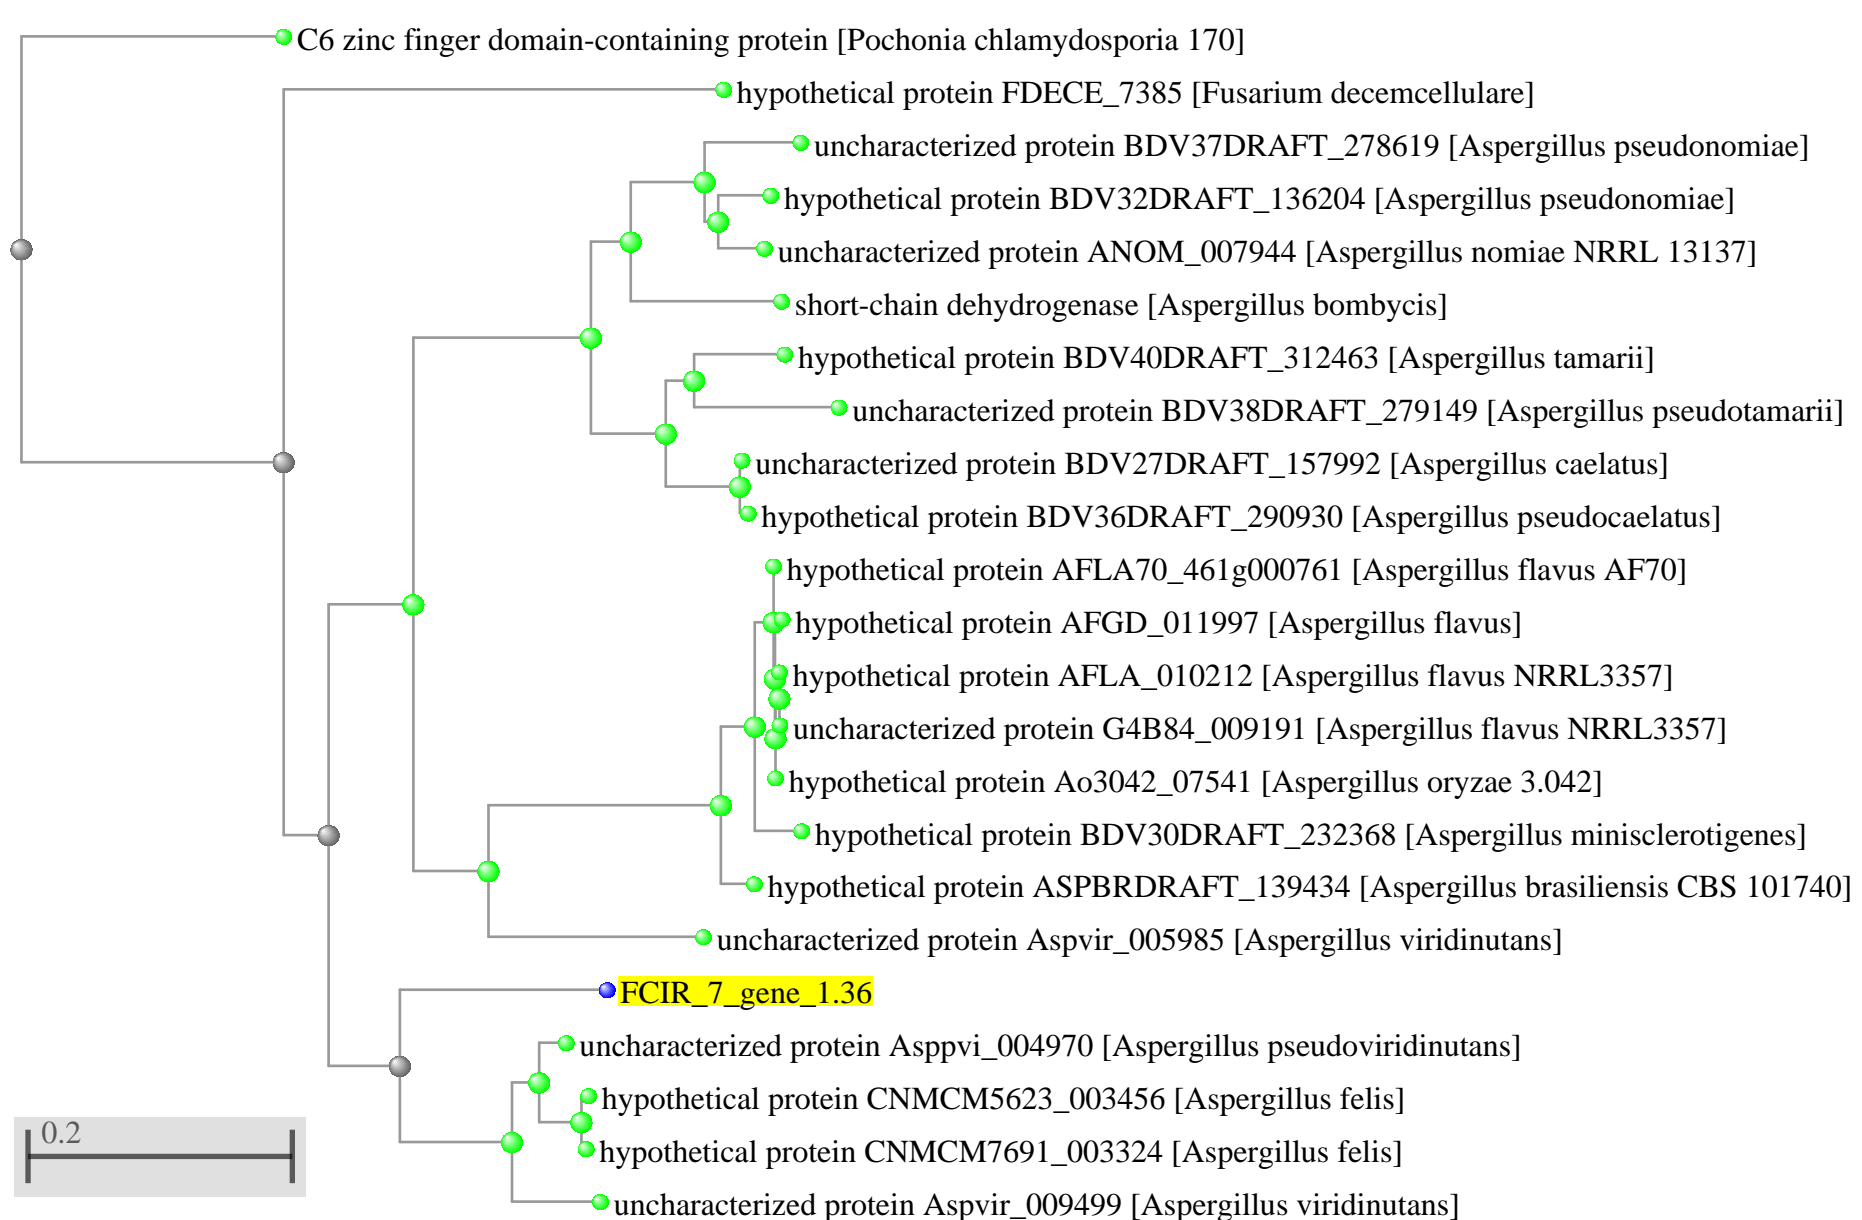 C6 zinc finger domain-containing protein [Pochonia chlamydosporia 170]
hypothetical protein FDECE_7385 [Fusarium decemcellulare]
uncharacterized protein BDV37DRAFT_278619 [Aspergillus pseudonomiae]
hypothetical protein BDV32DRAFT_136204 [Aspergillus pseudonomiae]
uncharacterized protein ANOM_007944 [Aspergillus nomiae NRRL 13137]
short-chain dehydrogenase [Aspergillus bombycis]
hypothetical protein BDV40DRAFT_312463 [Aspergillus tamarii]
uncharacterized protein BDV38DRAFT_279149 [Aspergillus pseudotamarii]
uncharacterized protein BDV27DRAFT_157992 [Aspergillus caelatus]
hypothetical protein BDV36DRAFT_290930 [Aspergillus pseudocaelatus]
hypothetical protein AFLA70_461g000761 [Aspergillus flavus AF70]
hypothetical protein AFGD_011997 [Aspergillus flavus]
hypothetical protein AFLA_010212 [Aspergillus flavus NRRL3357]
uncharacterized protein G4B84_009191 [Aspergillus flavus NRRL3357]
hypothetical protein Ao3042_07541 [Aspergillus oryzae 3.042]
hypothetical protein BDV30DRAFT_232368 [Aspergillus minisclerotigenes]
hypothetical protein ASPBRDRAFT_139434 [Aspergillus brasiliensis CBS 101740]
uncharacterized protein Aspvir_005985 [Aspergillus viridinutans]
FCIR_7_gene_1.36
uncharacterized protein Asppvi_004970 [Aspergillus pseudoviridinutans]
hypothetical protein CNMCM5623_003456 [Aspergillus felis]
hypothetical protein CNMCM7691_003324 [Aspergillus felis]
uncharacterized protein Aspvir_009499 [Aspergillus viridinutans]
0.2